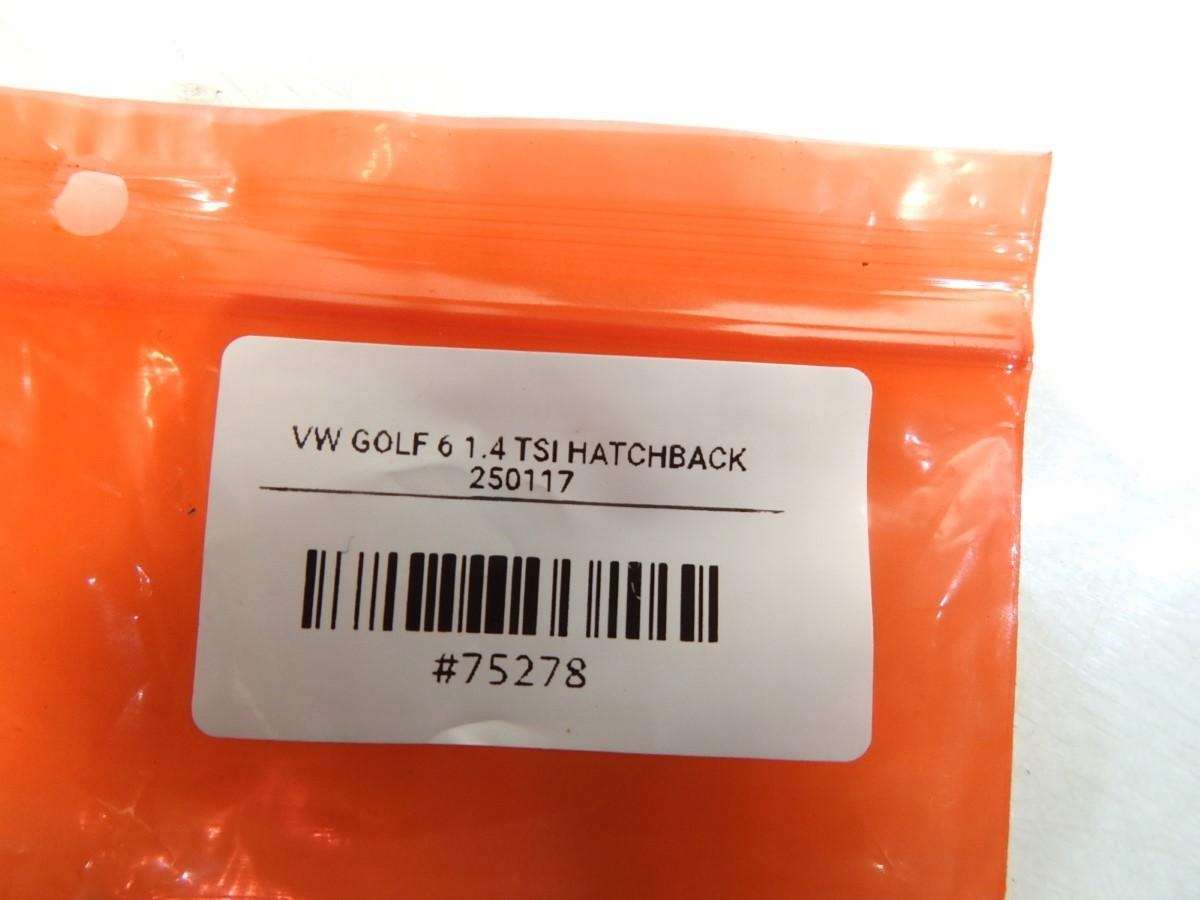 VW GOLF 6 1.4 TSI HATCHBACK
250117
#75278